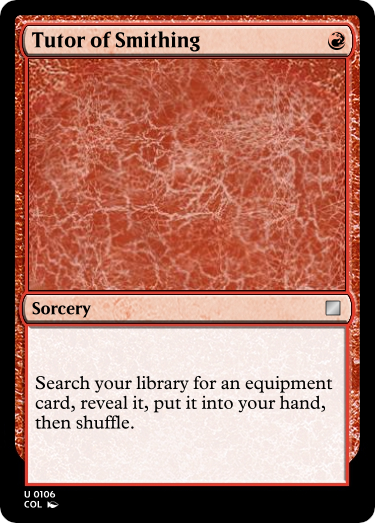 Tutor of Smithing
Sorcery
Search your library for an equipment
card, reveal it, put it into your hand,
then shuffle.
U 0106
COL